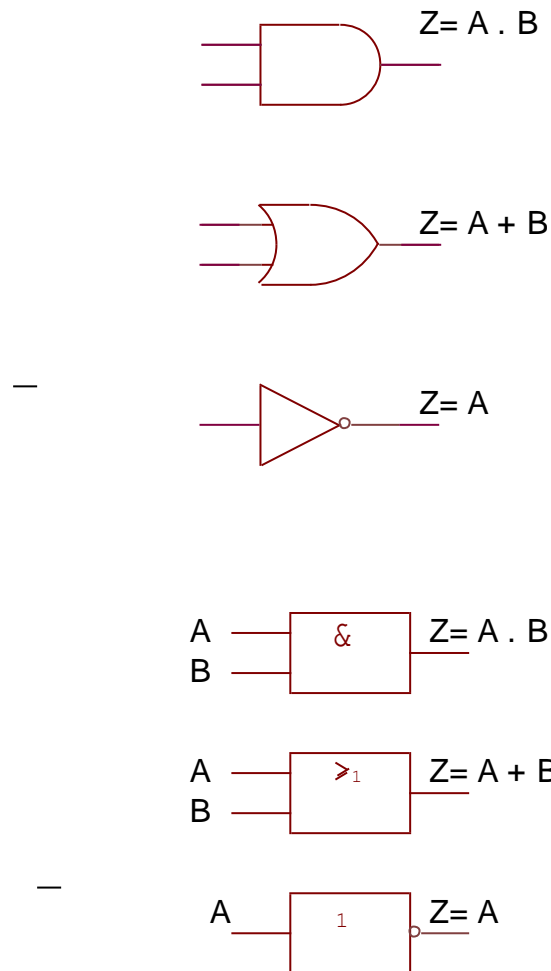 Z= A . B
Z= A + B
Z= A
A & Z= A . B
B
A ⩾1 Z= A + B
B
A 1 Z= A